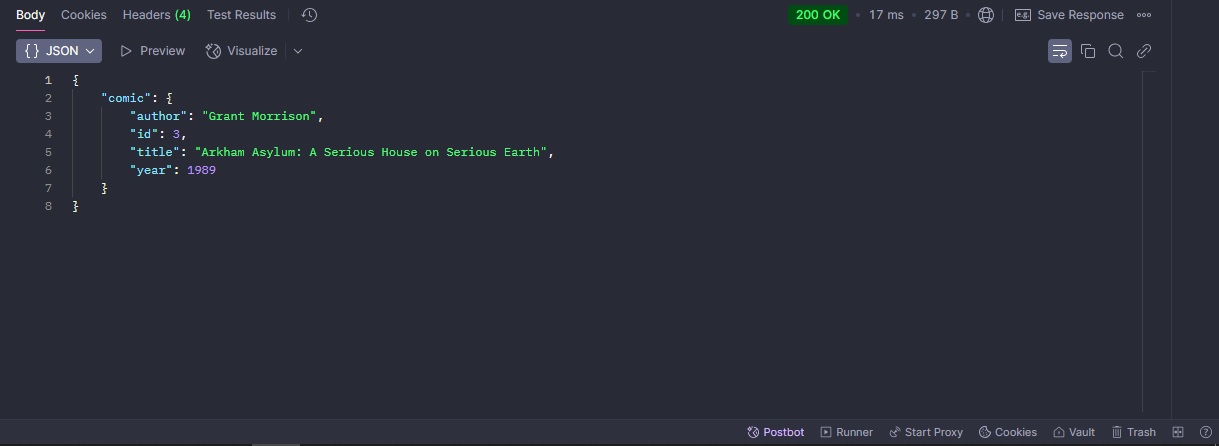 Body Cookies Headers (4) Test Results 200 OK 17 ms 297 B e.g. Save Response
{} JSON Preview Visualize
1 {
2 "comic": {
3 "author": "Grant Morrison",
4 "id": 3,
5 "title": "Arkham Asylum: A Serious House on Serious Earth",
6 "year": 1989
7 }
8 }
Postbot Runner Start Proxy Cookies Vault Trash